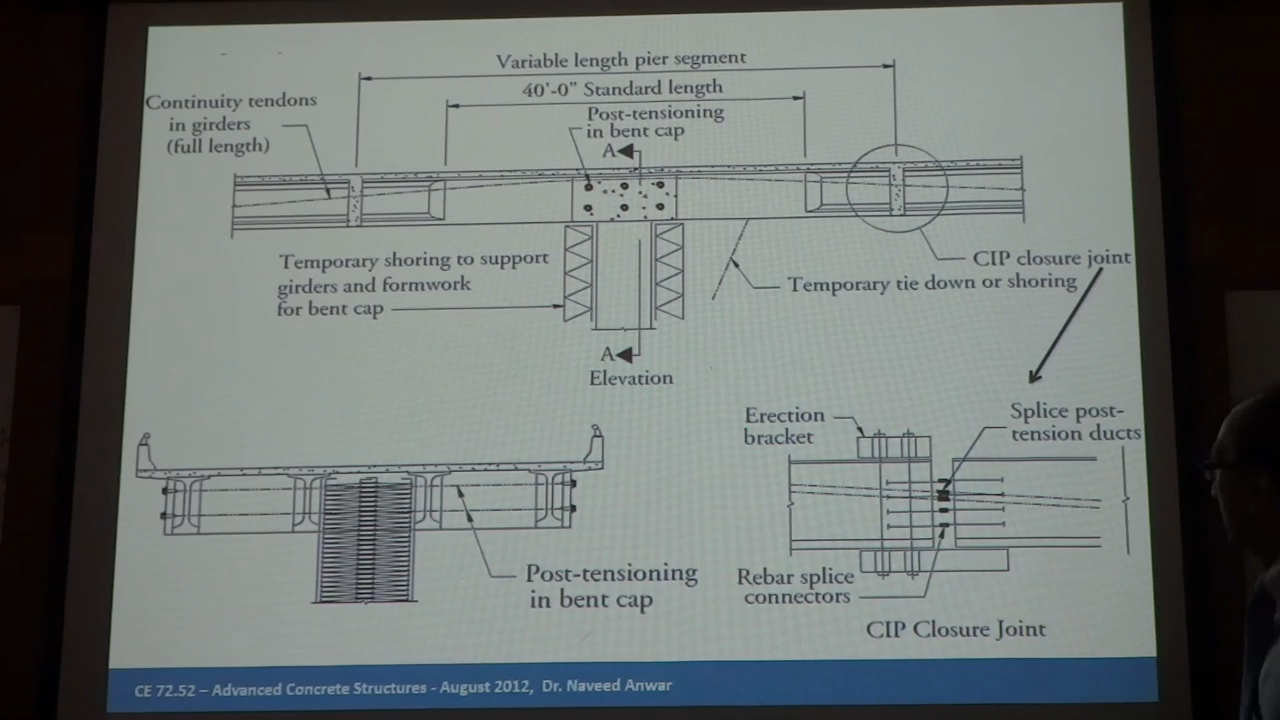 Variable length pier segment
40'-0" Standard length
Continuity tendons
in girders
(full length)
Post-tensioning
in bent cap
A
Temporary shoring to support
girders and formwork
for bent cap
CIP closure joint
Temporary tie down or shoring
A
Elevation
Erection
bracket
Splice post-
tension ducts
Post-tensioning
in bent cap
Rebar splice
connectors
CIP Closure Joint
CE 72.52 – Advanced Concrete Structures - August 2012, Dr. Naveed Anwar